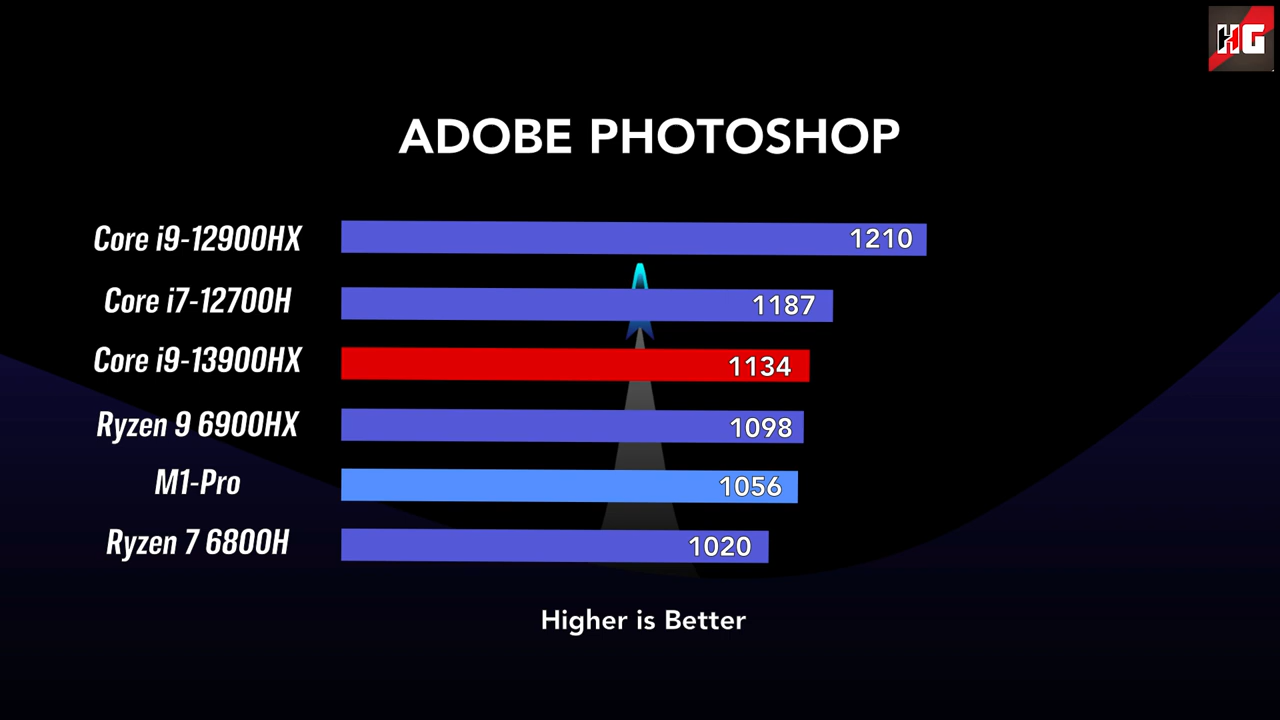 HG
ADOBE PHOTOSHOP
Core i9-12900HX 1210
Core i7-12700H 1187
Core i9-13900HX 1134
Ryzen 9 6900HX 1098
M1-Pro 1056
Ryzen 7 6800H 1020
Higher is Better